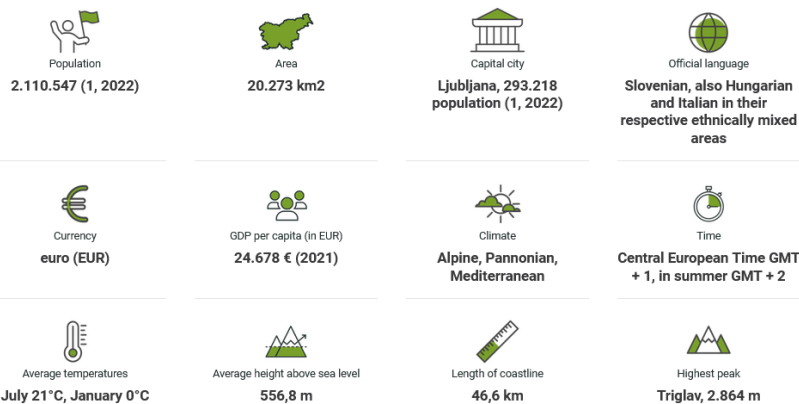 Population
2.110.547 (1, 2022)
Area
20.273 km2
Capital city
Ljubljana, 293.218
population (1, 2022)
Official language
Slovenian, also Hungarian
and Italian in their
respective ethnically mixed
areas
Currency
euro (EUR)
GDP per capita (in EUR)
24.678 € (2021)
Climate
Alpine, Pannonian,
Mediterranean
Time
Central European Time GMT
+ 1, in summer GMT + 2
Average temperatures
July 21°C, January 0°C
Average height above sea level
556,8 m
Length of coastline
46,6 km
Highest peak
Triglav, 2.864 m